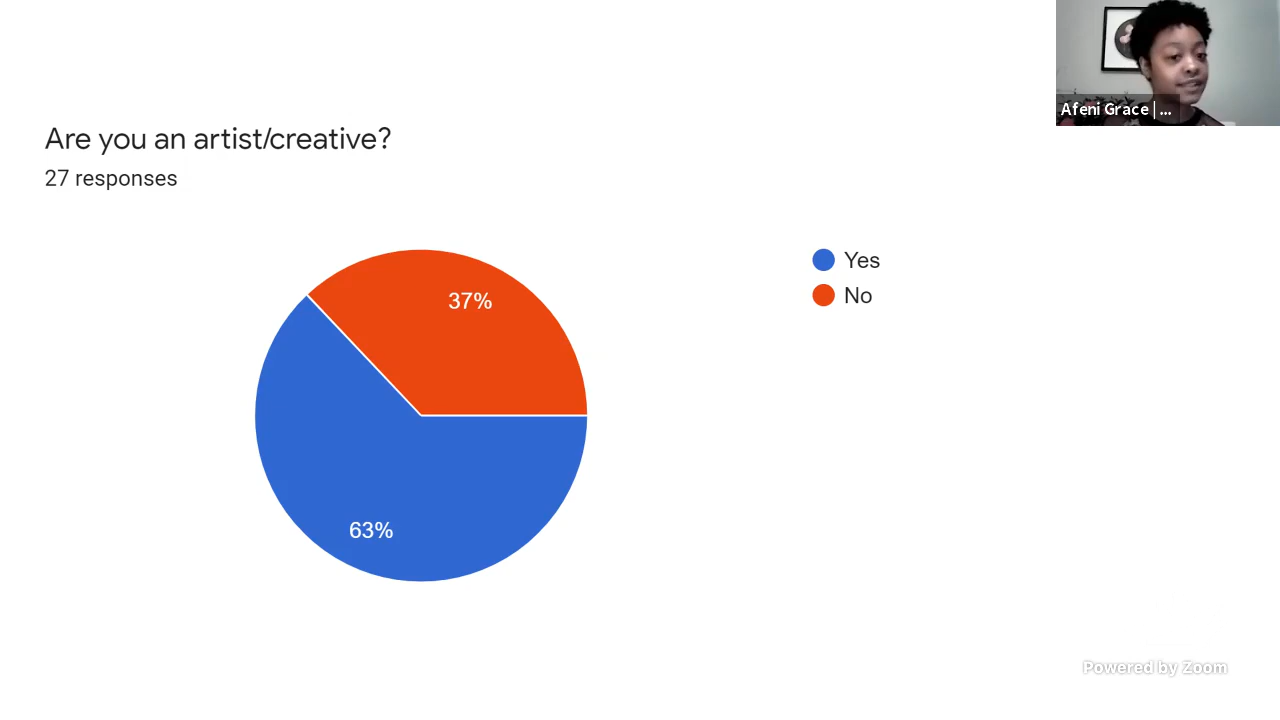 Are you an artist/creative?
27 responses
37%
63%
Yes
No
Afeni Grace | ...
Powered by Zoom